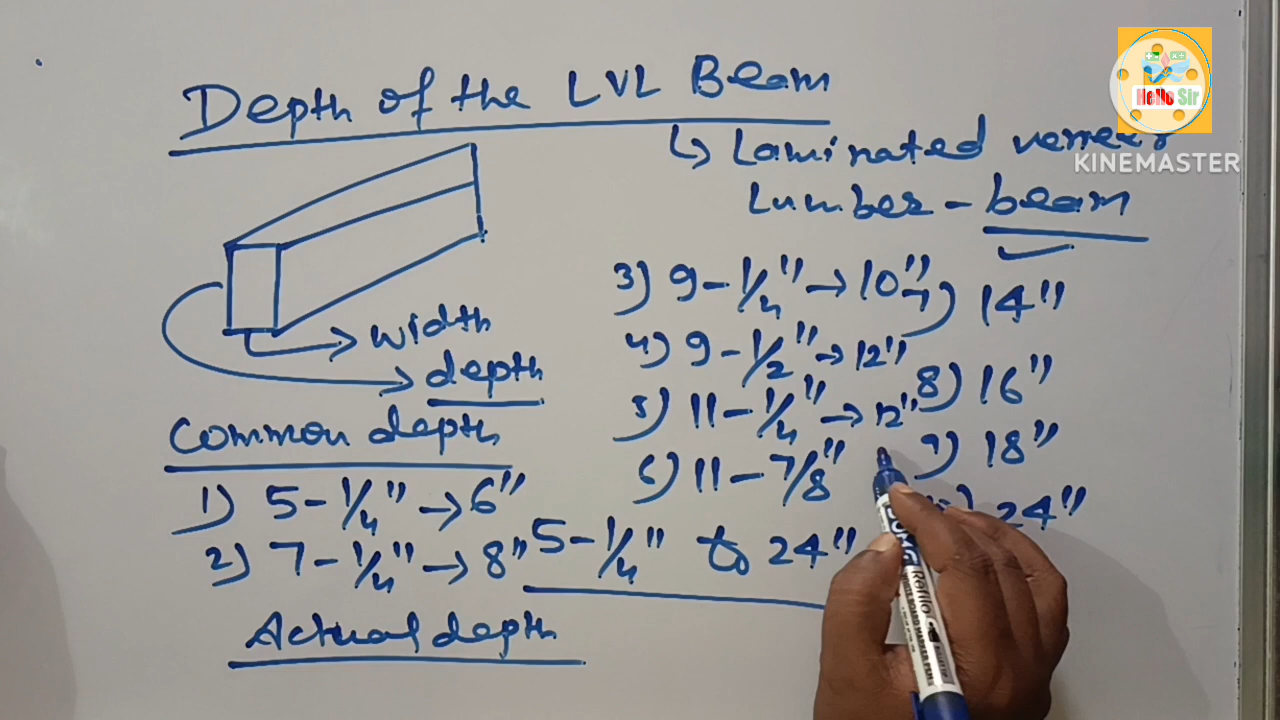 Depth of the LVL Beam
Hello Sir
KINEMASTER
↳ Laminated veneer
Lumber - beam
→ width
→ depth
Common depth
1) 5-1/4" → 6"
2) 7-1/4" → 8"
Actual depth
3) 9-1/4" → 10"
4) 9-1/2" → 12"
5) 11-1/4" → 12"
6) 11-7/8"
5-1/4" to 24"
7) 14"
8) 16"
9) 18"
24"